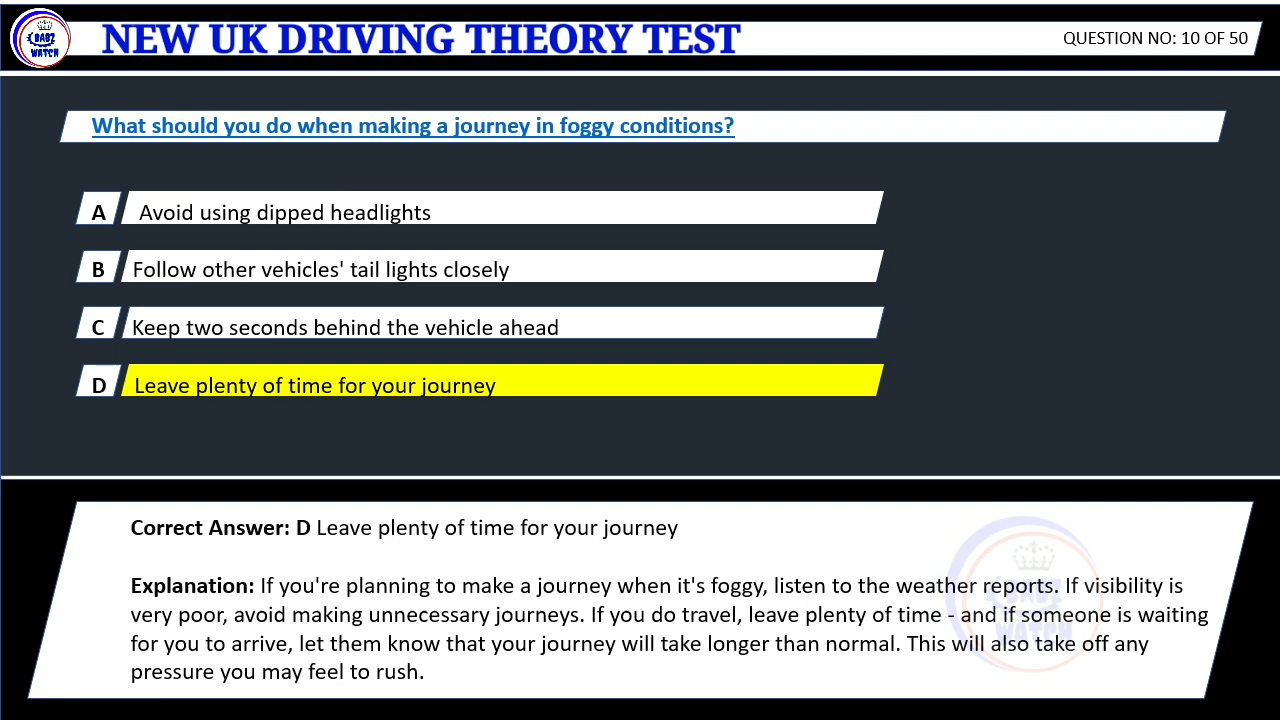 BABZ
WATCH
NEW UK DRIVING THEORY TEST
QUESTION NO: 10 OF 50
What should you do when making a journey in foggy conditions?
A Avoid using dipped headlights
B Follow other vehicles' tail lights closely
C Keep two seconds behind the vehicle ahead
D Leave plenty of time for your journey
Correct Answer: D Leave plenty of time for your journey
Explanation: If you're planning to make a journey when it's foggy, listen to the weather reports. If visibility is
very poor, avoid making unnecessary journeys. If you do travel, leave plenty of time - and if someone is waiting
for you to arrive, let them know that your journey will take longer than normal. This will also take off any
pressure you may feel to rush.
BABZ
WATCH